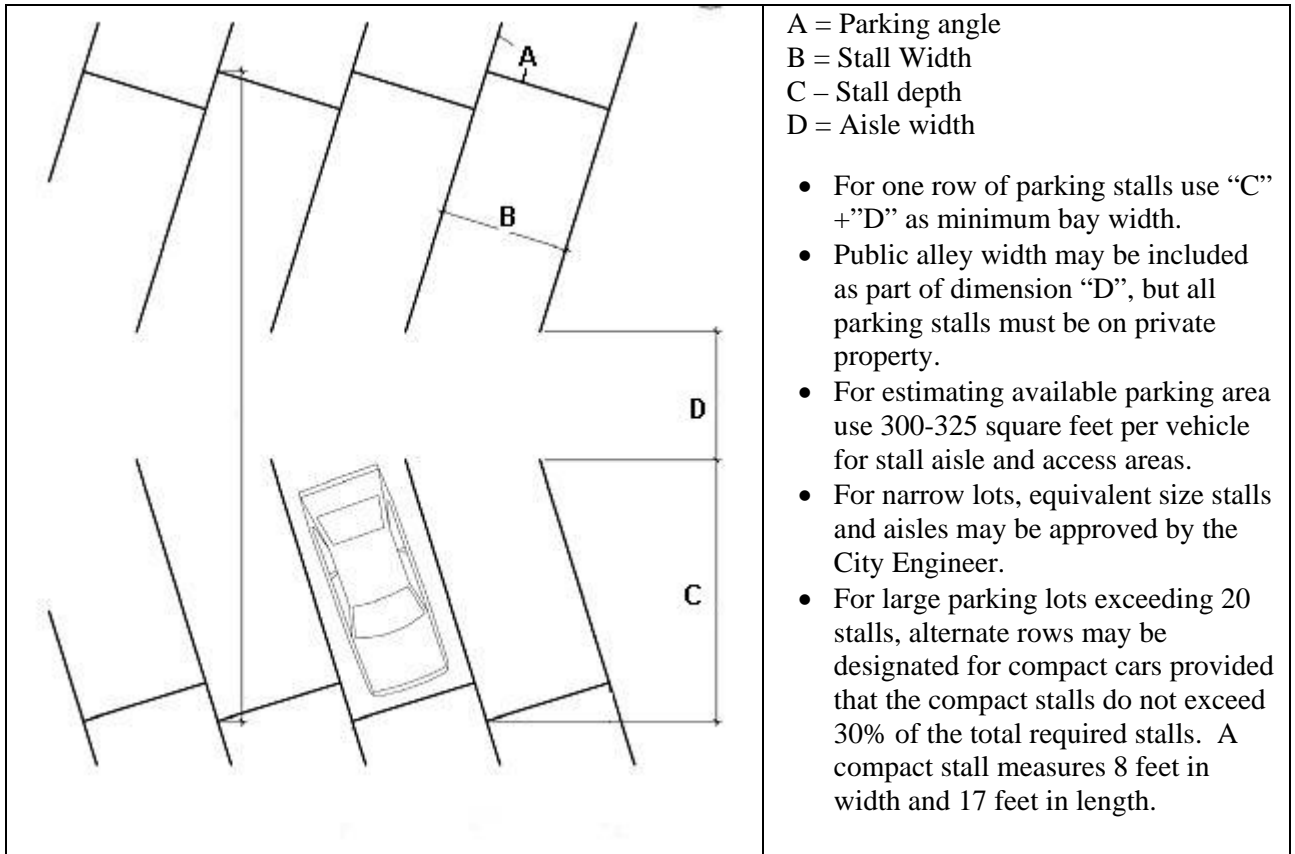 A
B
D
C
A = Parking angle
B = Stall Width
C – Stall depth
D = Aisle width
• For one row of parking stalls use “C”
+”D” as minimum bay width.
• Public alley width may be included
as part of dimension “D”, but all
parking stalls must be on private
property.
• For estimating available parking area
use 300-325 square feet per vehicle
for stall aisle and access areas.
• For narrow lots, equivalent size stalls
and aisles may be approved by the
City Engineer.
• For large parking lots exceeding 20
stalls, alternate rows may be
designated for compact cars provided
that the compact stalls do not exceed
30% of the total required stalls.  A
compact stall measures 8 feet in
width and 17 feet in length.